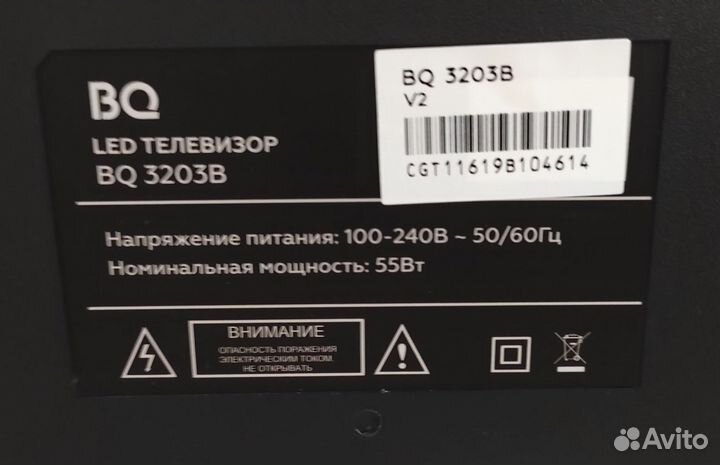 BQ
LED ТЕЛЕВИЗОР
BQ 3203B
BQ 3203B
V2
CGT11619B104614
Напряжение питания: 100-240В ~ 50/60Гц
Номинальная мощность: 55Вт
ВНИМАНИЕ
ОПАСНОСТЬ ПОРАЖЕНИЯ
ЭЛЕКТРИЧЕСКИМ ТОКОМ.
НЕ ОТКРЫВАТЬ
Avito